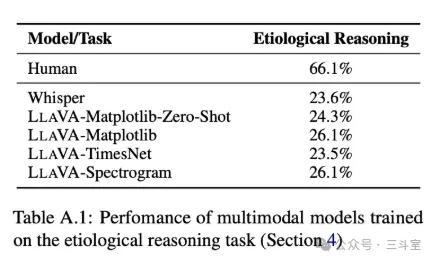 Model/Task Etiological Reasoning
Human 66.1%
Whisper 23.6%
LLAVA-Matplotlib-Zero-Shot 24.3%
LLAVA-Matplotlib 26.1%
LLAVA-TimesNet 23.5%
LLAVA-Spectrogram 26.1%
Table A.1: Perfomance of multimodal models trained
on the etiological reasoning task (Section 4)
公众号 · 三斗室